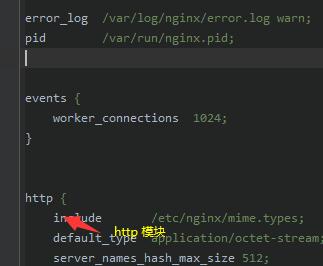 error_log  /var/log/nginx/error.log warn;
pid        /var/run/nginx.pid;
events {
    worker_connections  1024;
}
http {
    include       /etc/nginx/mime.types;
http 模块
    default_type  application/octet-stream;
    server_names_hash_max_size 512;